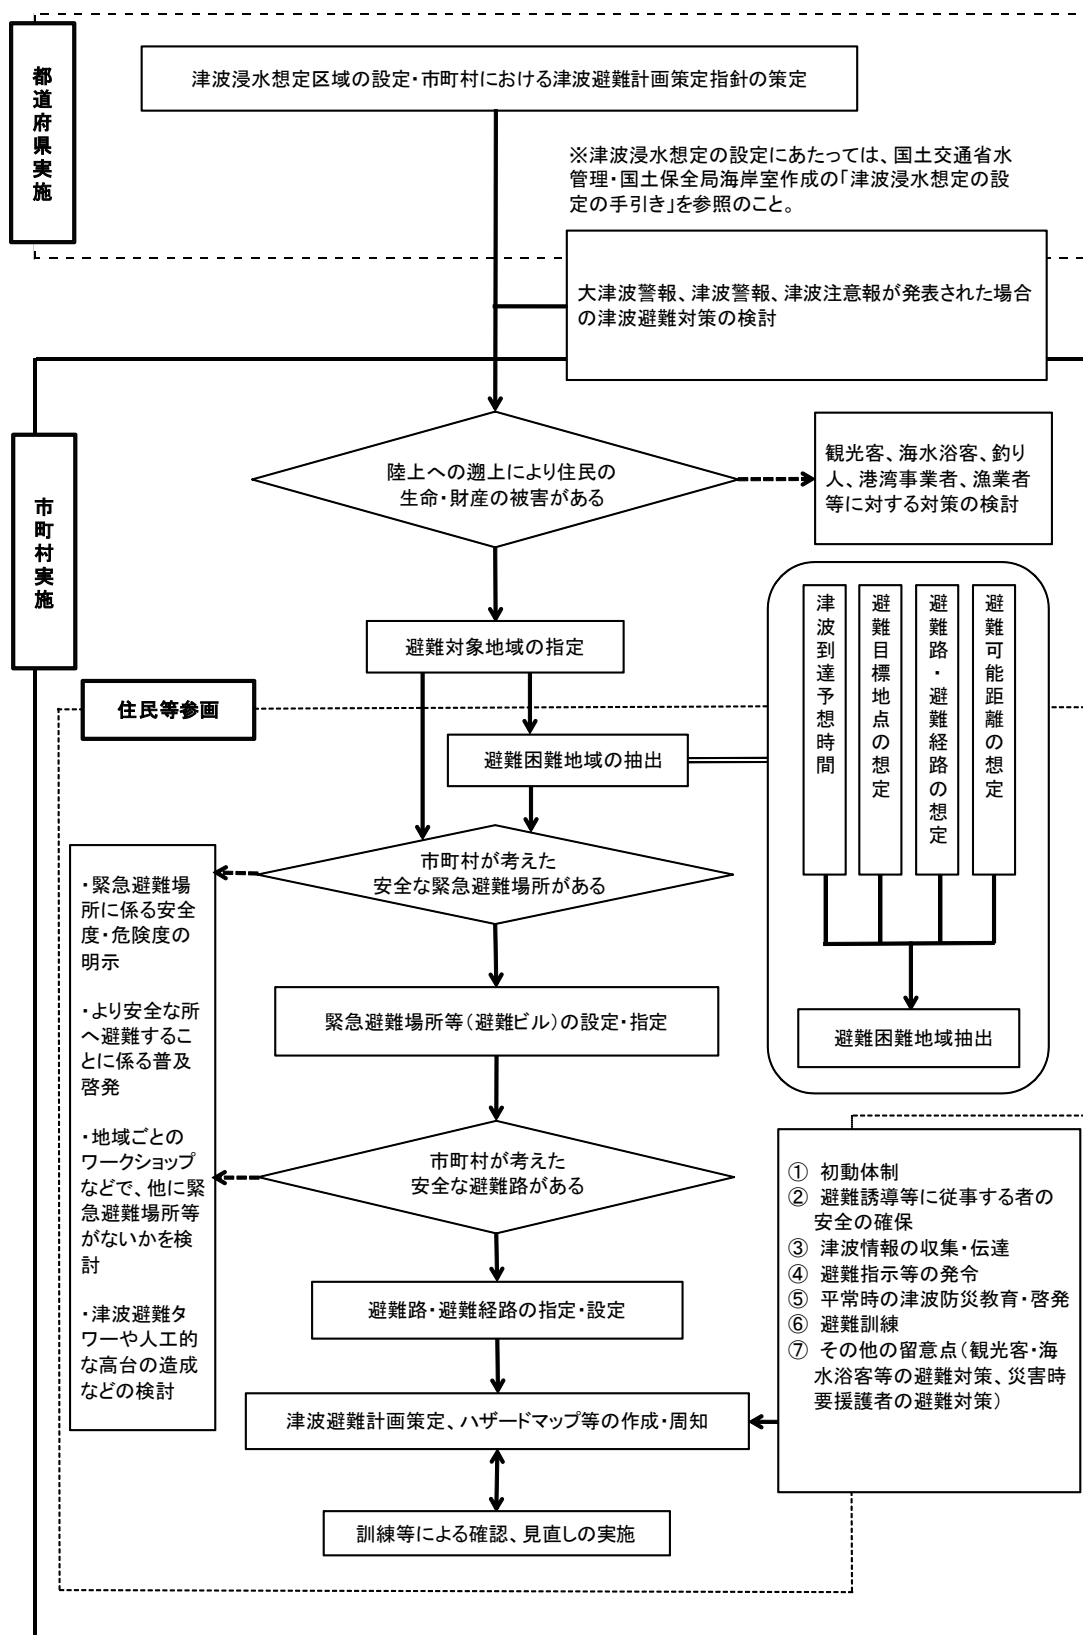 都道府県実施
津波浸水想定区域の設定・市町村における津波避難計画策定指針の策定
※津波浸水想定の設定にあたっては、国土交通省水
管理・国土保全局海岸室作成の「津波浸水想定の設
定の手引き」を参照のこと。
大津波警報、津波警報、津波注意報が発表された場合
の津波避難対策の検討
市町村実施
陸上への遡上により住民の
生命・財産の被害がある
観光客、海水浴客、釣り
人、港湾事業者、漁業者
等に対する対策の検討
避難対象地域の指定
住民等参画
避難困難地域の抽出
津波到達予想時間
避難目標地点の想定
避難路・避難経路の想定
避難可能距離の想定
避難困難地域抽出
市町村が考えた
安全な緊急避難場所がある
・緊急避難場
所に係る安全
度・危険度の
明示
・より安全な所
へ避難するこ
とに係る普及
啓発
・地域ごとの
ワークショップ
などで、他に緊
急避難場所等
がないかを検
討
・津波避難タ
ワーや人工的
な高台の造成
などの検討
緊急避難場所等(避難ビル)の設定・指定
市町村が考えた
安全な避難路がある
避難路・避難経路の指定・設定
① 初動体制
② 避難誘導等に従事する者の
安全の確保
③ 津波情報の収集・伝達
④ 避難指示等の発令
⑤ 平常時の津波防災教育・啓発
⑥ 避難訓練
⑦ その他の留意点(観光客・海
水浴客等の避難対策、災害時
要援護者の避難対策)
津波避難計画策定、ハザードマップ等の作成・周知
訓練等による確認、見直しの実施